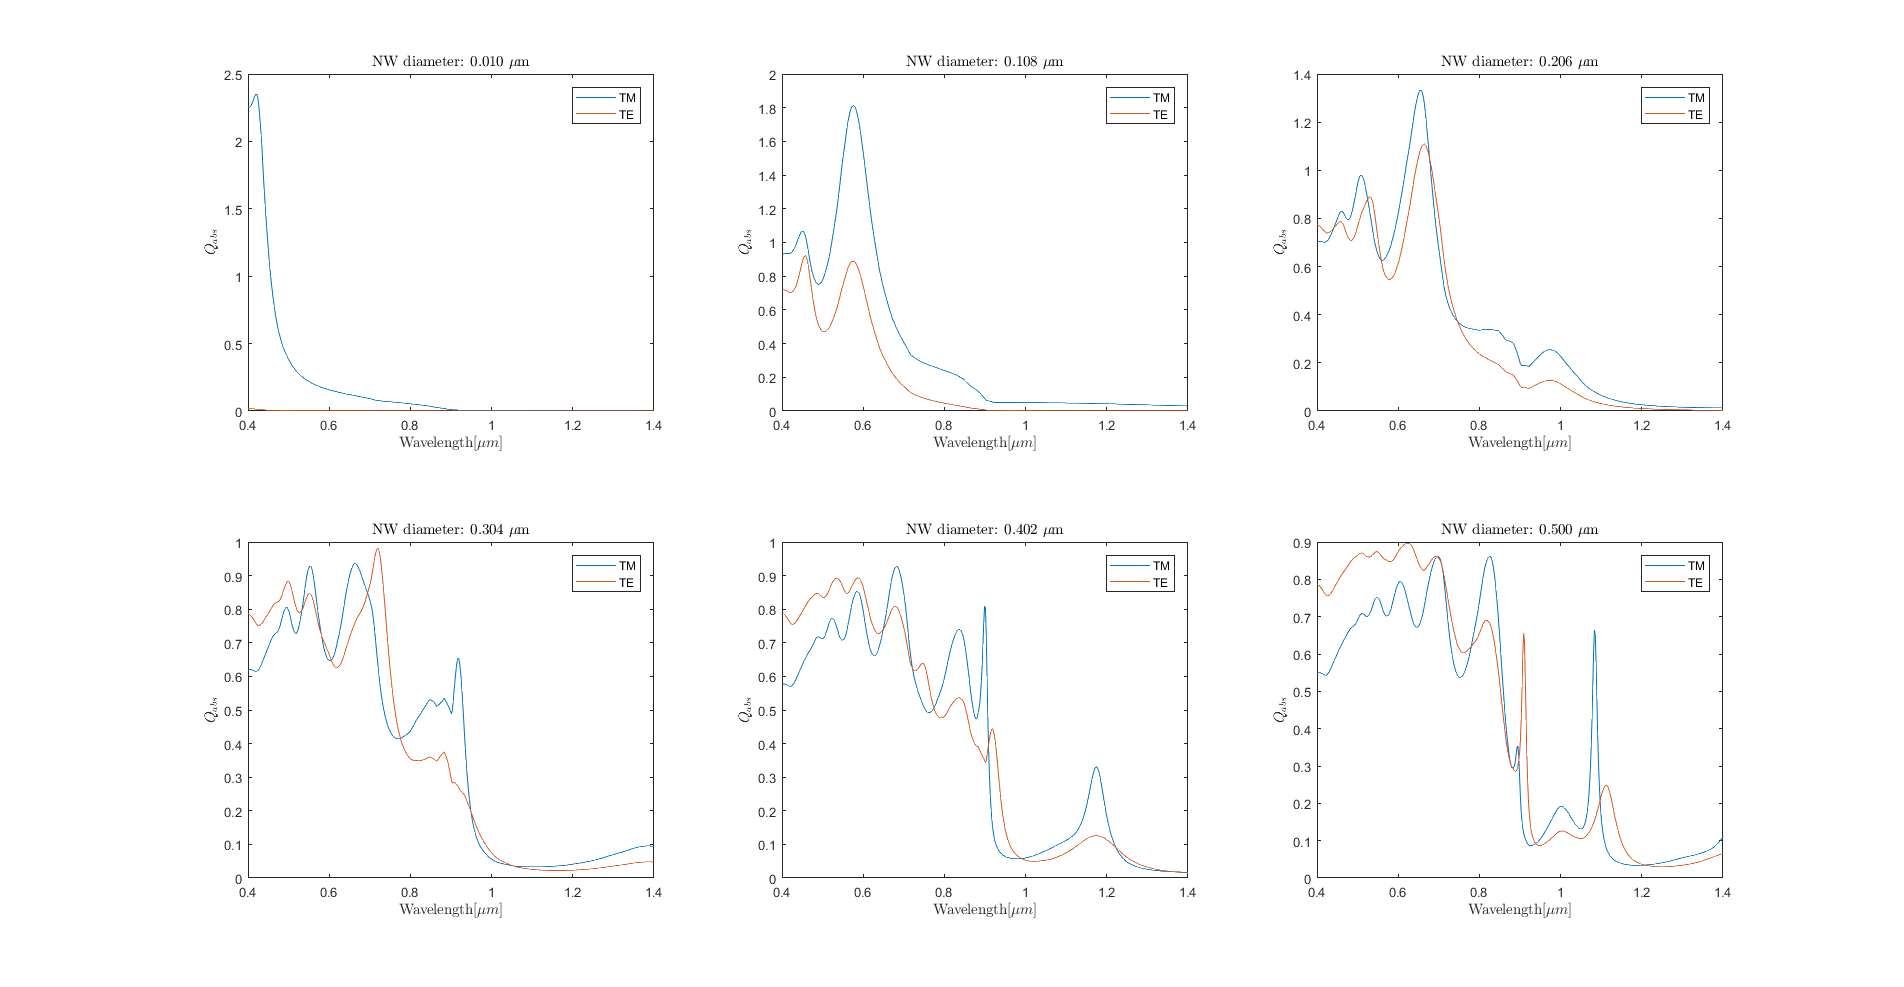 NW diameter: 0.010 μm
2.5
2
1.5
1
0.5
0
Q_abs
0.4 0.6 0.8 1 1.2 1.4
Wavelength[μm]
TM
TE
NW diameter: 0.108 μm
2
1.8
1.6
1.4
1.2
1
0.8
0.6
0.4
0.2
0
Q_abs
0.4 0.6 0.8 1 1.2 1.4
Wavelength[μm]
TM
TE
NW diameter: 0.206 μm
1.4
1.2
1
0.8
0.6
0.4
0.2
0
Q_abs
0.4 0.6 0.8 1 1.2 1.4
Wavelength[μm]
TM
TE
NW diameter: 0.304 μm
1
0.9
0.8
0.7
0.6
0.5
0.4
0.3
0.2
0.1
0
Q_abs
0.4 0.6 0.8 1 1.2 1.4
Wavelength[μm]
TM
TE
NW diameter: 0.402 μm
1
0.9
0.8
0.7
0.6
0.5
0.4
0.3
0.2
0.1
0
Q_abs
0.4 0.6 0.8 1 1.2 1.4
Wavelength[μm]
TM
TE
NW diameter: 0.500 μm
0.9
0.8
0.7
0.6
0.5
0.4
0.3
0.2
0.1
0
Q_abs
0.4 0.6 0.8 1 1.2 1.4
Wavelength[μm]
TM
TE